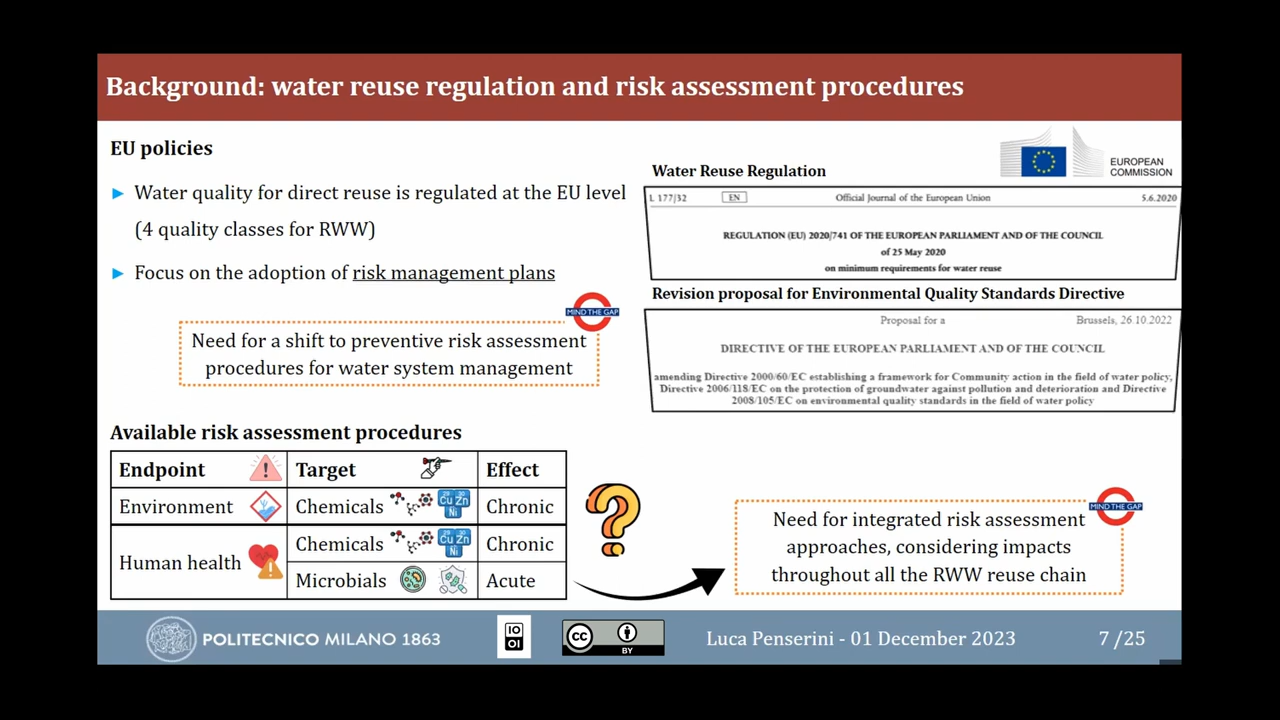 Background: water reuse regulation and risk assessment procedures
EU policies
Water quality for direct reuse is regulated at the EU level
(4 quality classes for RWW)
Focus on the adoption of risk management plans
MIND THE GAP
Need for a shift to preventive risk assessment
procedures for water system management
EUROPEAN
COMMISSION
Water Reuse Regulation
L 177/32 EN Official Journal of the European Union 5.6.2020
REGULATION (EU) 2020/741 OF THE EUROPEAN PARLIAMENT AND OF THE COUNCIL
of 25 May 2020
on minimum requirements for water reuse
Revision proposal for Environmental Quality Standards Directive
Proposal for a Brussels, 26.10.2022
DIRECTIVE OF THE EUROPEAN PARLIAMENT AND OF THE COUNCIL
amending Directive 2000/60/EC establishing a framework for Community action in the field of water policy,
Directive 2006/118/EC on the protection of groundwater against pollution and deterioration and Directive
2008/105/EC on environmental quality standards in the field of water policy
Available risk assessment procedures
Endpoint Target Effect
Environment Chemicals Cu Zn Ni Chronic
Human health Chemicals Cu Zn Ni Chronic
Microbials Acute
?
MIND THE GAP
Need for integrated risk assessment
approaches, considering impacts
throughout all the RWW reuse chain
POLITECNICO MILANO 1863
CC BY
Luca Penserini - 01 December 2023
7 /25